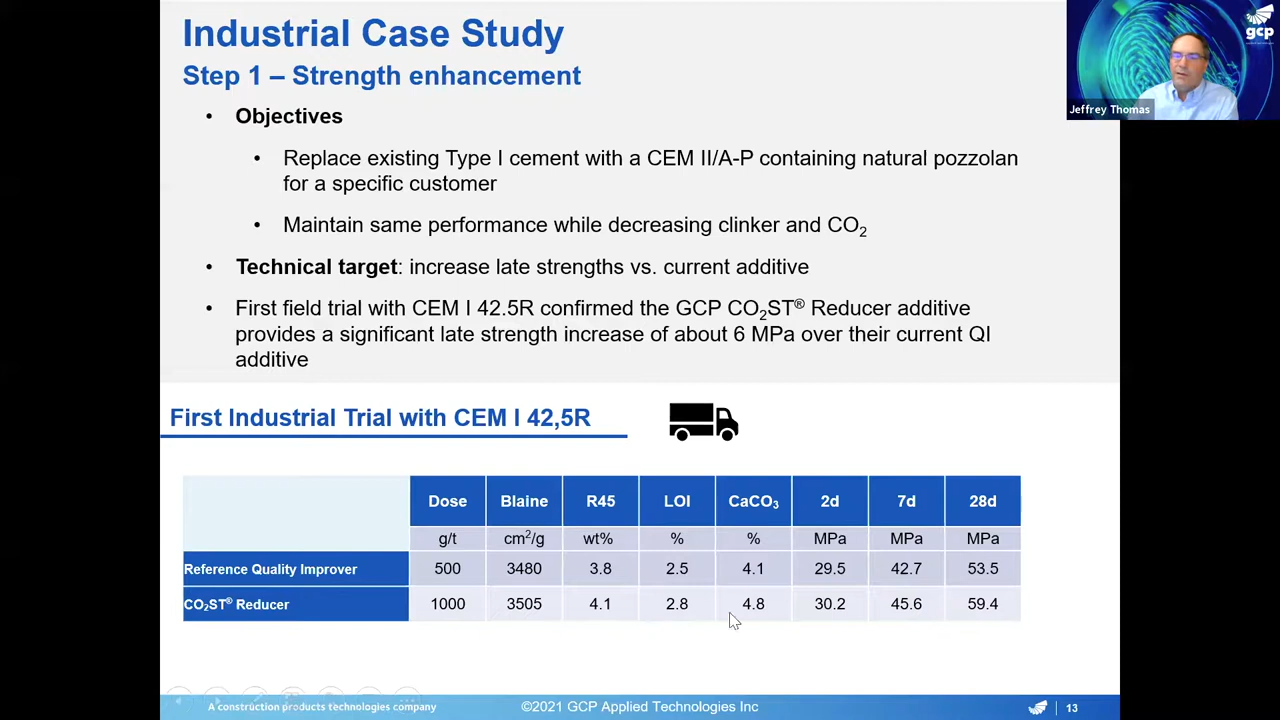 Industrial Case Study
Step 1 – Strength enhancement
gcp
Jeffrey Thomas
• Objectives
• Replace existing Type I cement with a CEM II/A-P containing natural pozzolan
for a specific customer
• Maintain same performance while decreasing clinker and CO₂
• Technical target: increase late strengths vs. current additive
• First field trial with CEM I 42.5R confirmed the GCP CO₂ST® Reducer additive
provides a significant late strength increase of about 6 MPa over their current QI
additive
First Industrial Trial with CEM I 42,5R
Dose Blaine R45 LOI CaCO₃ 2d 7d 28d
g/t cm²/g wt% % % MPa MPa MPa
Reference Quality Improver 500 3480 3.8 2.5 4.1 29.5 42.7 53.5
CO₂ST® Reducer 1000 3505 4.1 2.8 4.8 30.2 45.6 59.4
A construction products technologies company ©2021 GCP Applied Technologies Inc 13